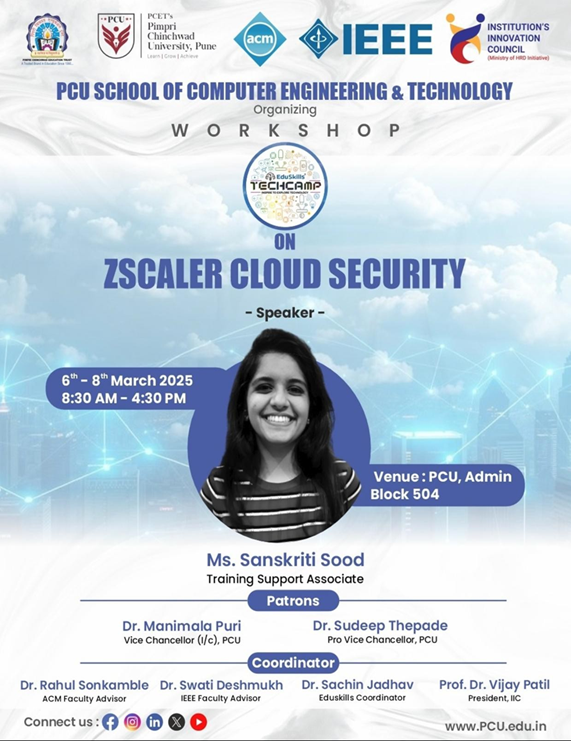 PCU
PCET's
Pimpri
Chinchwad
University, Pune
Learn | Grow | Achieve
acm
IEEE
INSTITUTION'S
INNOVATION
COUNCIL
(Ministry of HRD Initiative)
PCU SCHOOL OF COMPUTER ENGINEERING & TECHNOLOGY
Organizing
WORKSHOP
EduSkills
TECHCAMP
ON
ZSCALER CLOUD SECURITY
- Speaker -
6th - 8th March 2025
8:30 AM - 4:30 PM
Venue : PCU, Admin
Block 504
Ms. Sanskriti Sood
Training Support Associate
Patrons
Dr. Manimala Puri
Vice Chancellor (I/c), PCU
Dr. Sudeep Thepade
Pro Vice Chancellor, PCU
Coordinator
Dr. Rahul Sonkamble
ACM Faculty Advisor
Dr. Swati Deshmukh
IEEE Faculty Advisor
Dr. Sachin Jadhav
Eduskills Coordinator
Prof. Dr. Vijay Patil
President, IIC
Connect us :
www.PCU.edu.in